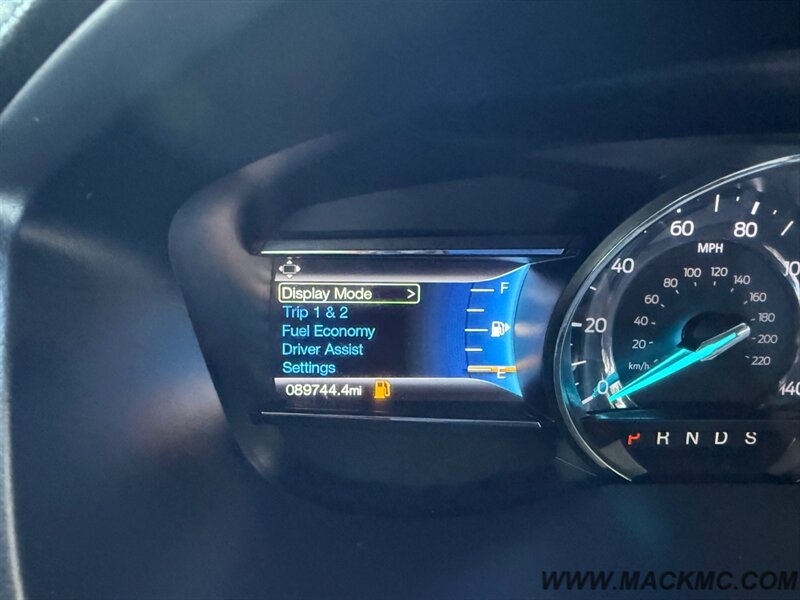 Display Mode >
Trip 1 & 2
Fuel Economy
Driver Assist
Settings
089744.4mi
F
E
MPH
0 20 40 60 80
140
km/h 20 40 60 80 100 120 140 160 180 200 220
P R N D S
WWW.MACKMC.COM